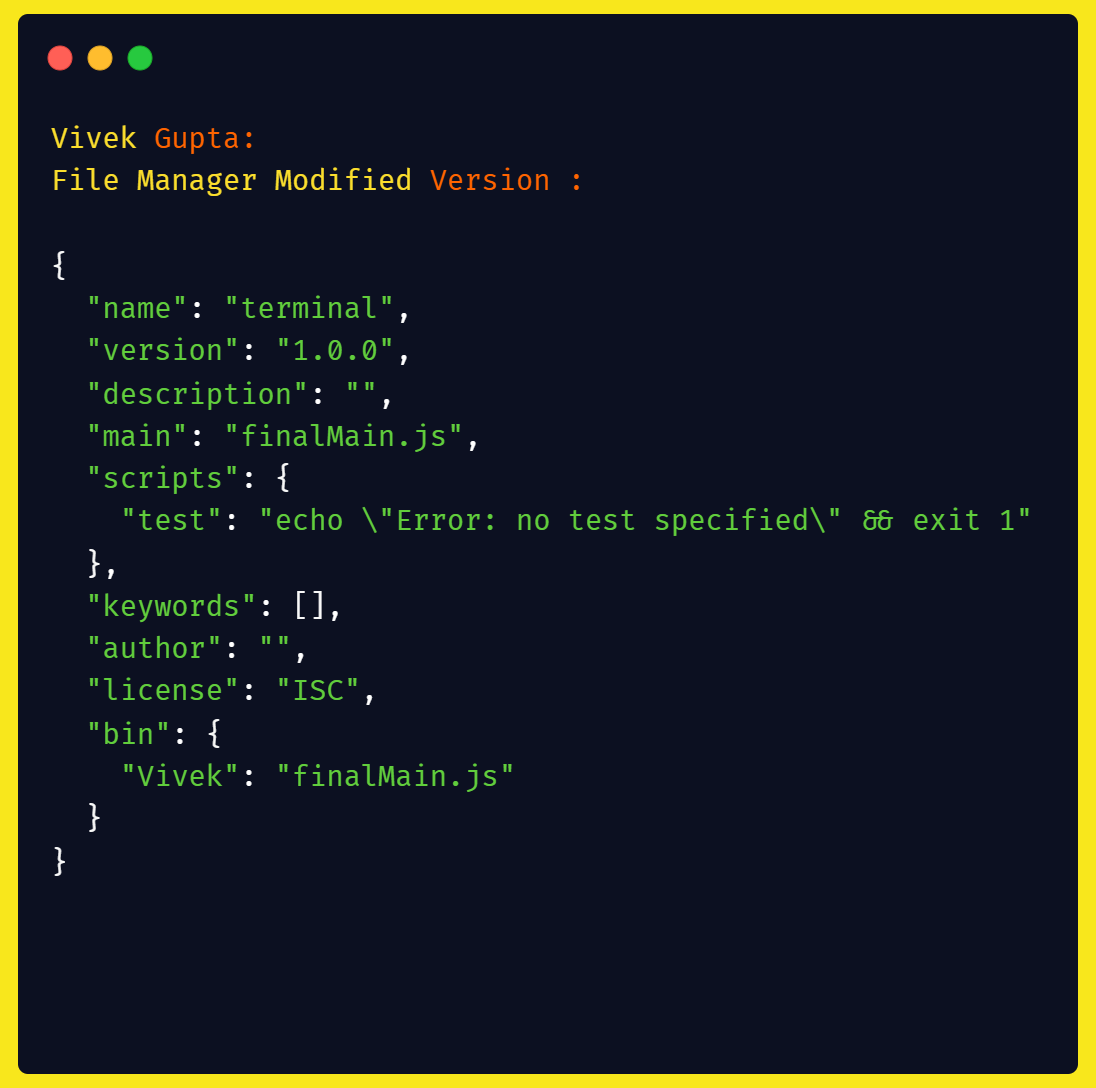 Vivek Gupta:
File Manager Modified Version :
{
  "name": "terminal",
  "version": "1.0.0",
  "description": "",
  "main": "finalMain.js",
  "scripts": {
    "test": "echo \"Error: no test specified\" && exit 1"
  },
  "keywords": [],
  "author": "",
  "license": "ISC",
  "bin": {
    "Vivek": "finalMain.js"
  }
}